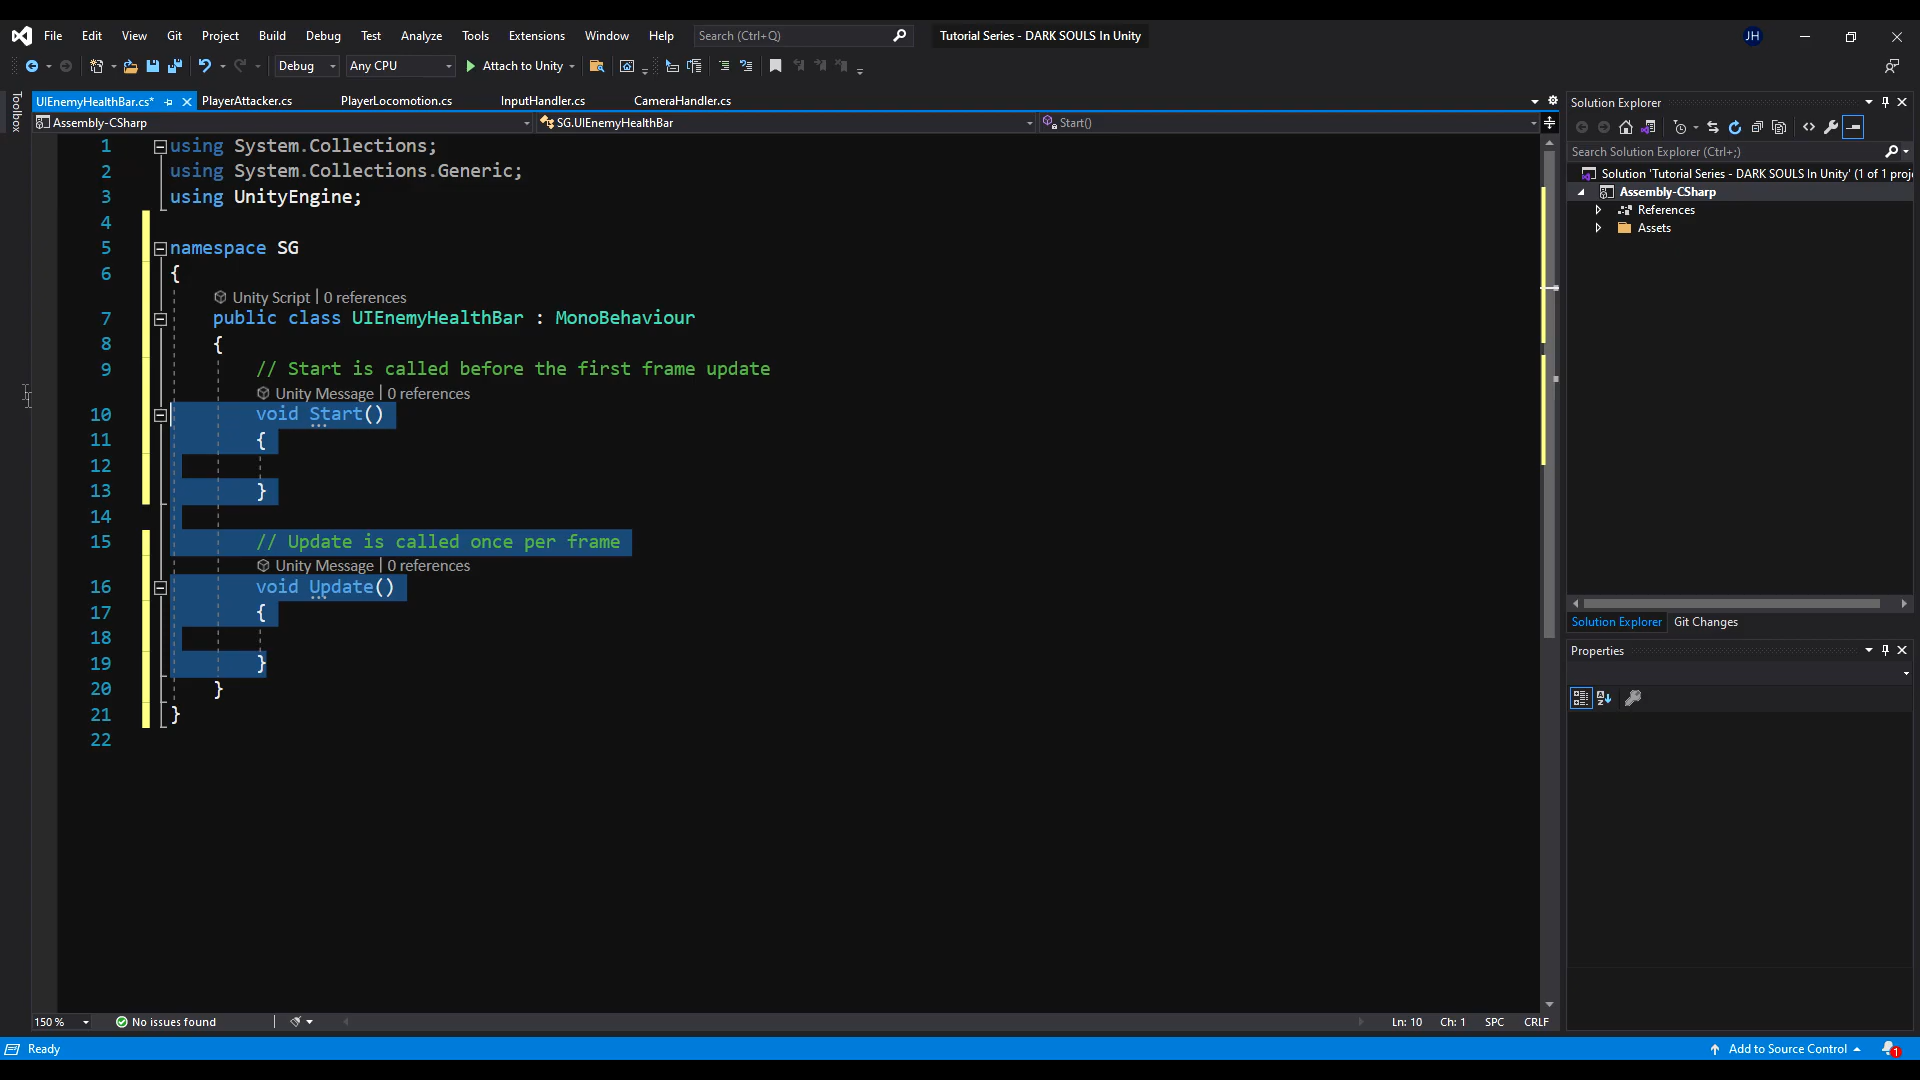 File Edit View Git Project Build Debug Test Analyze Tools Extensions Window Help Search (Ctrl+Q) Tutorial Series - DARK SOULS In Unity JH
Debug Any CPU Attach to Unity
Toolbox
UIEnemyHealthBar.cs* PlayerAttacker.cs PlayerLocomotion.cs InputHandler.cs CameraHandler.cs
Assembly-CSharp SG.UIEnemyHealthBar Start()
1 using System.Collections;
2 using System.Collections.Generic;
3 using UnityEngine;
4
5 namespace SG
6 {
Unity Script | 0 references
7 public class UIEnemyHealthBar : MonoBehaviour
8 {
9 // Start is called before the first frame update
Unity Message | 0 references
10 void Start()
11 {
12
13 }
14
15 // Update is called once per frame
Unity Message | 0 references
16 void Update()
17 {
18
19 }
20 }
21 }
22
150 % No issues found Ln: 10 Ch: 1 SPC CRLF
Ready Add to Source Control 1
Solution Explorer
Search Solution Explorer (Ctrl+;)
Solution 'Tutorial Series - DARK SOULS In Unity' (1 of 1 proj
Assembly-CSharp
References
Assets
Solution Explorer Git Changes
Properties